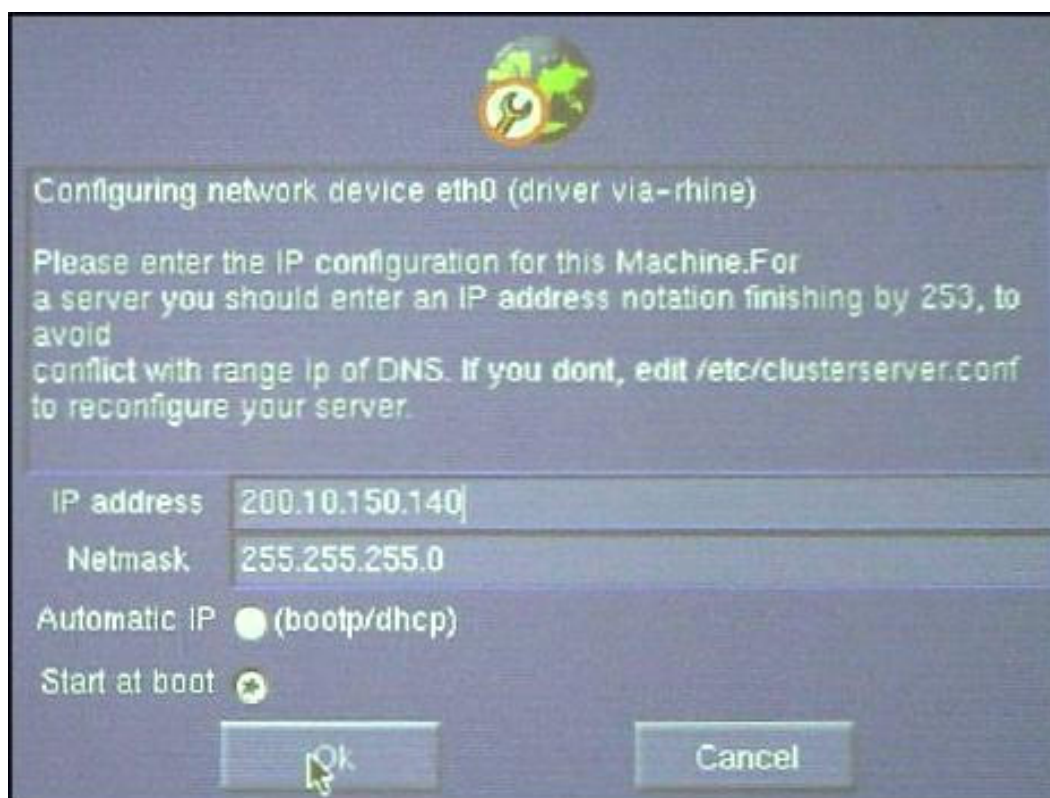 Configuring network device eth0 (driver via-rhine)
Please enter the IP configuration for this Machine.For
a server you should enter an IP address notation finishing by 253, to
avoid
conflict with range ip of DNS. If you dont, edit /etc/clusterserver.conf
to reconfigure your server.
IP address 200.10.150.140
Netmask 255.255.255.0
Automatic IP (bootp/dhcp)
Start at boot
Ok Cancel